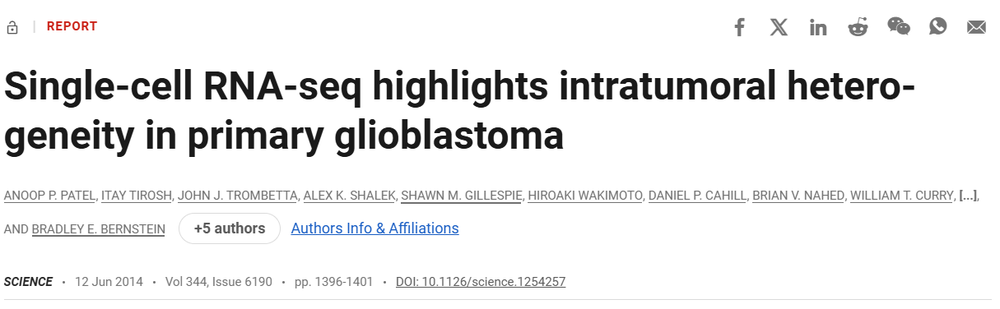 REPORT
Single-cell RNA-seq highlights intratumoral hetero-
geneity in primary glioblastoma
ANOOP P. PATEL, ITAY TIROSH, JOHN J. TROMBETTA, ALEX K. SHALEK, SHAWN M. GILLESPIE, HIROAKI WAKIMOTO, DANIEL P. CAHILL, BRIAN V. NAHED, WILLIAM T. CURRY, [...],
AND BRADLEY E. BERNSTEIN +5 authors Authors Info & Affiliations
SCIENCE • 12 Jun 2014 • Vol 344, Issue 6190 • pp. 1396-1401 • DOI: 10.1126/science.1254257